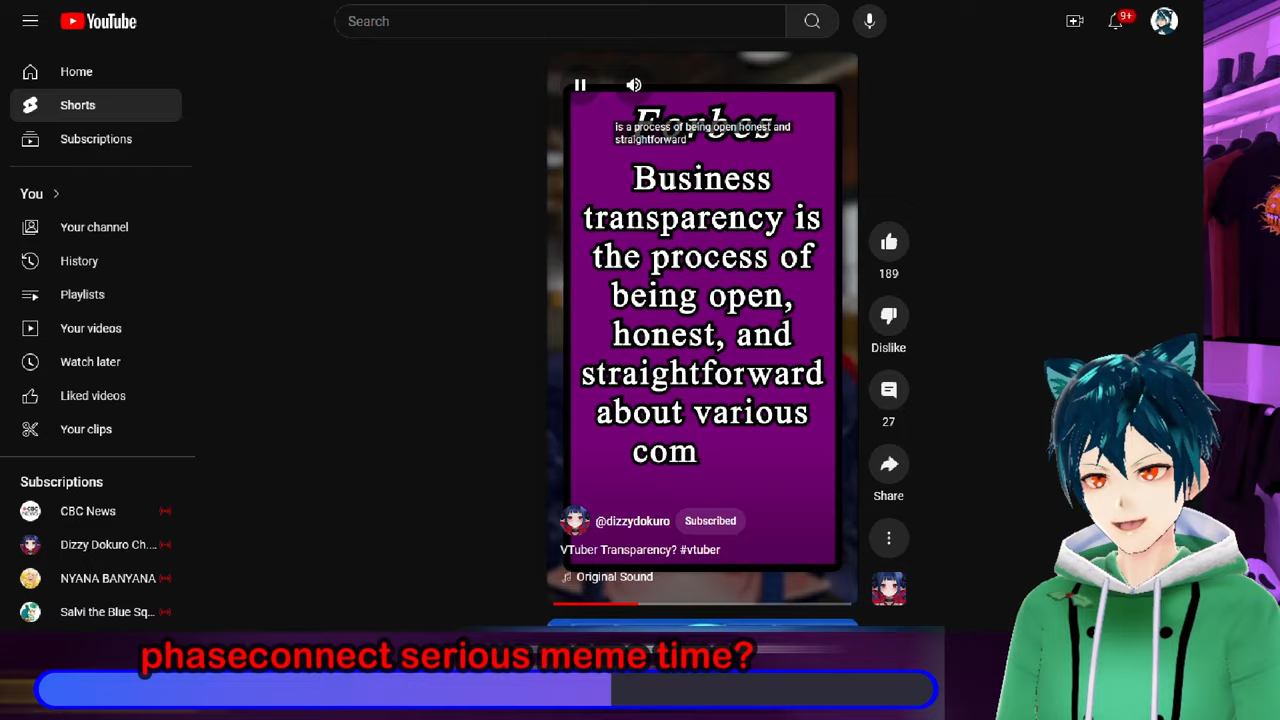 YouTube
Search
9+
Home
Shorts
Subscriptions
You
Your channel
History
Playlists
Your videos
Watch later
Liked videos
Your clips
Subscriptions
CBC News
Dizzy Dokuro Ch...
NYANA BANYANA
Salvi the Blue Sq...
Forbes
is a process of being open honest and
straightforward
Business
transparency is
the process of
being open,
honest, and
straightforward
about various
com
@dizzydokuro
Subscribed
VTuber Transparency? #vtuber
Original Sound
189
Dislike
27
Share
phaseconnect serious meme time?